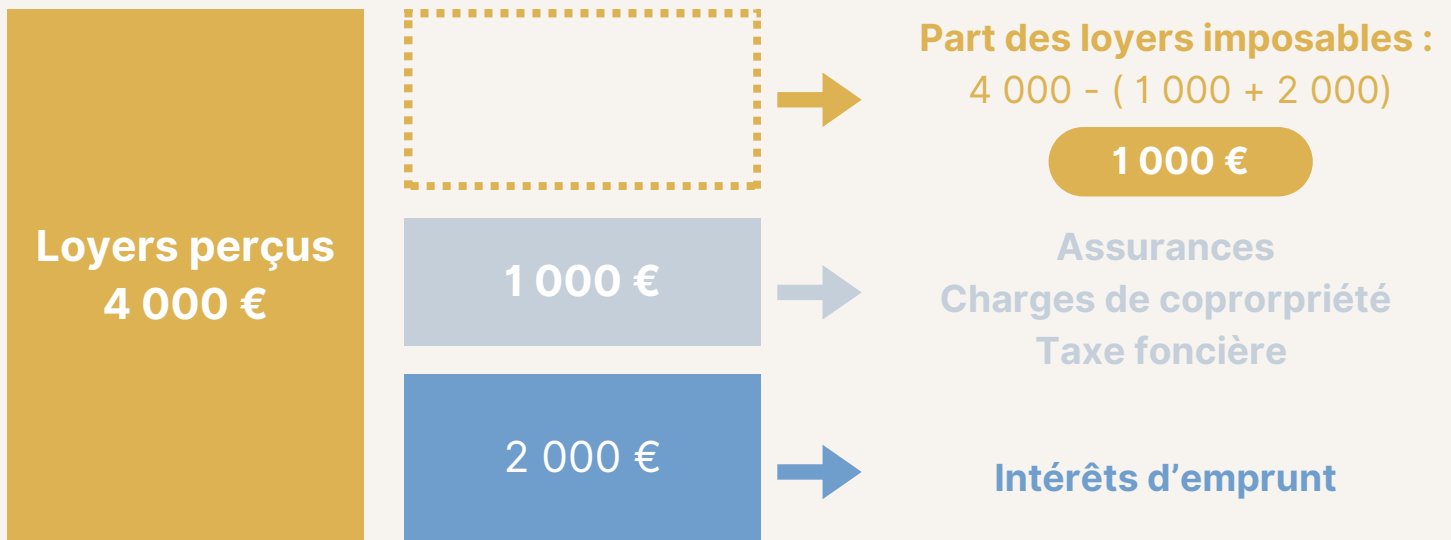 Loyers perçus
4 000 €
Part des loyers imposables :
4 000 - ( 1 000 + 2 000)
1 000 €
1 000 €
Assurances
Charges de coprorpriété
Taxe foncière
2 000 €
Intérêts d’emprunt